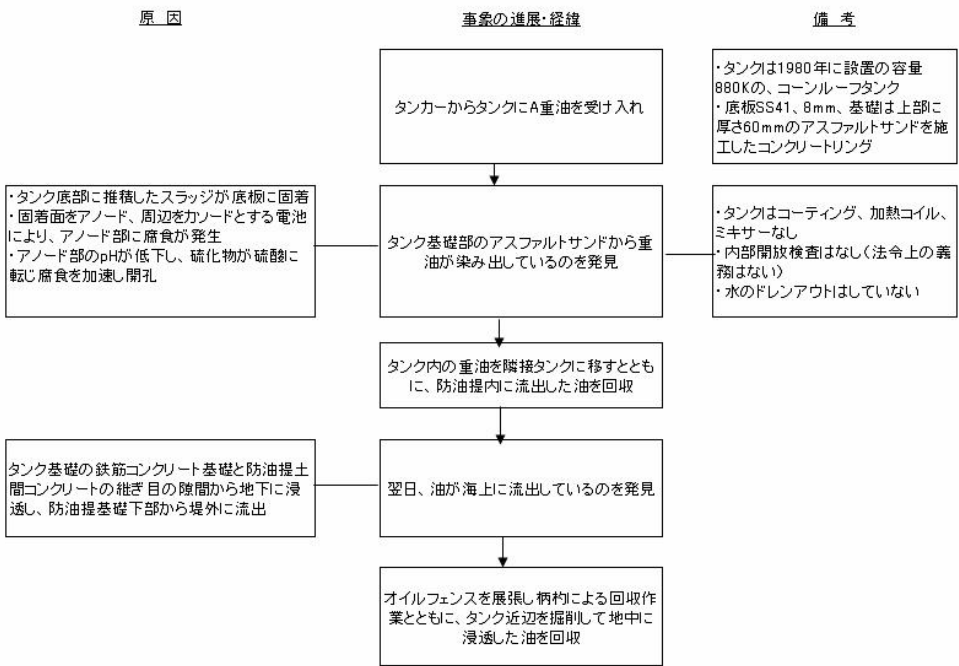 原　因
事象の進展・経緯
備　考
タンカーからタンクにA重油を受け入れ
・タンクは1980年に設置の容量
880Kの、コーンルーフタンク
・底板SS41、8mm、基礎は上部に
厚さ60mmのアスファルトサンドを施
工したコンクリートリング
・タンク底部に堆積したスラッジが底板に固着
・固着面をアノード、周辺をカソードとする電池
により、アノード部に腐食が発生
・アノード部のpHが低下し、硫化物が硫酸に
転じ腐食を加速し開孔
タンク基礎部のアスファルトサンドから重
油が染み出しているのを発見
・タンクはコーティング、加熱コイル、
ミキサーなし
・内部開放検査はなし（法令上の義
務はない）
・水のドレンアウトはしていない
タンク内の重油を隣接タンクに移すととも
に、防油提内に流出した油を回収
タンク基礎の鉄筋コンクリート基礎と防油提土
間コンクリートの継ぎ目の隙間から地下に浸
透し、防油提基礎下部から堤外に流出
翌日、油が海上に流出しているのを発見
オイルフェンスを展張し柄杓による回収作
業とともに、タンク近辺を掘削して地中に
浸透した油を回収